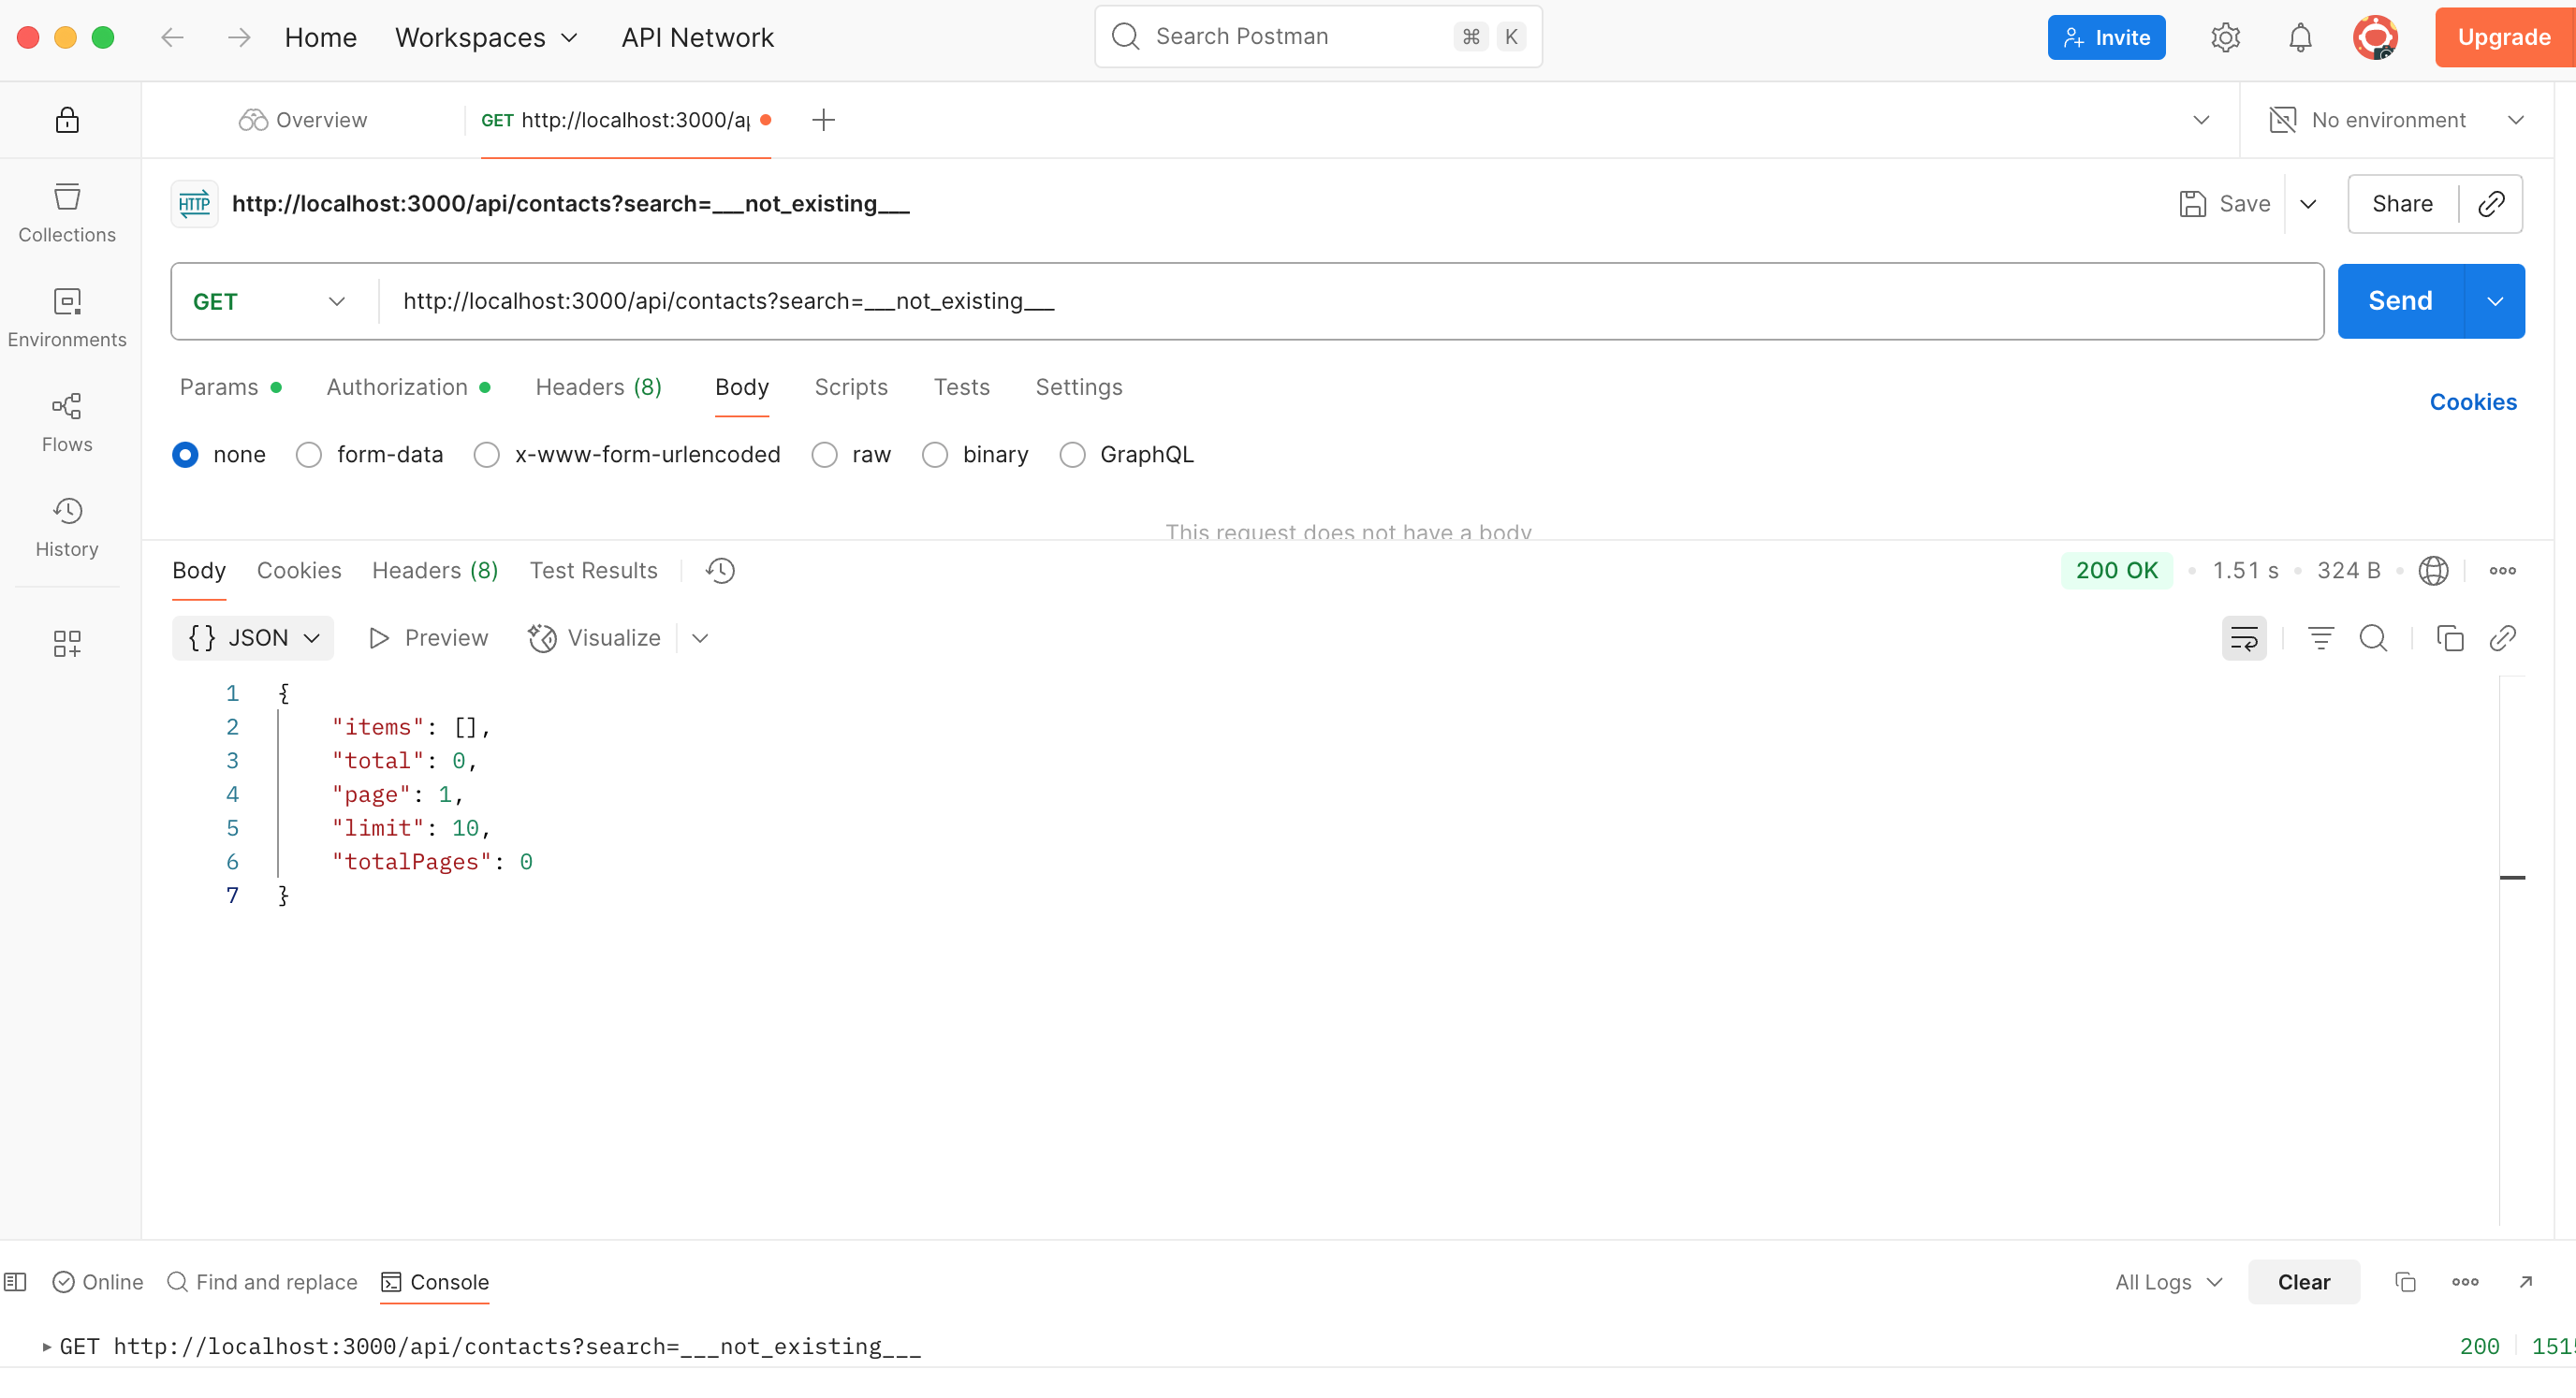 Home Workspaces API Network Search Postman ⌘ K Invite Upgrade
Overview GET http://localhost:3000/a No environment
HTTP http://localhost:3000/api/contacts?search=___not_existing___ Save Share
GET http://localhost:3000/api/contacts?search=___not_existing___ Send
Collections
Environments
Flows
History
Params Authorization Headers (8) Body Scripts Tests Settings Cookies
none form-data x-www-form-urlencoded raw binary GraphQL
This request does not have a body
Body Cookies Headers (8) Test Results 200 OK 1.51 s 324 B
{} JSON Preview Visualize
1 {
2 "items": [],
3 "total": 0,
4 "page": 1,
5 "limit": 10,
6 "totalPages": 0
7 }
Online Find and replace Console All Logs Clear
GET http://localhost:3000/api/contacts?search=___not_existing___ 200 151